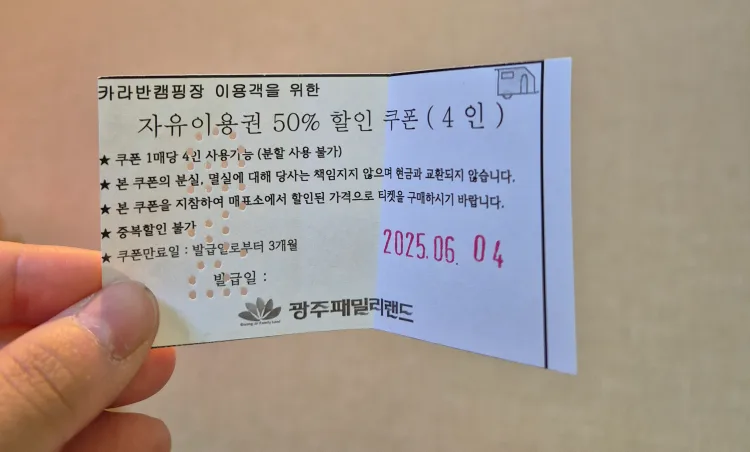 카라반캠핑장 이용객을 위한
자유이용권 50% 할인 쿠폰 ( 4 인 )
★ 쿠폰 1매당 4인 사용가능 (분할 사용 불가)
★ 본 쿠폰의 분실, 멸실에 대해 당사는 책임지지 않으며 현금과 교환되지 않습니다.
★ 본 쿠폰을 지참하여 매표소에서 할인된 가격으로 티켓을 구매하시기 바랍니다.
★ 중복할인 불가
★ 쿠폰만료일 : 발급일로부터 3개월
발급일 : 2025.06.04
광주패밀리랜드